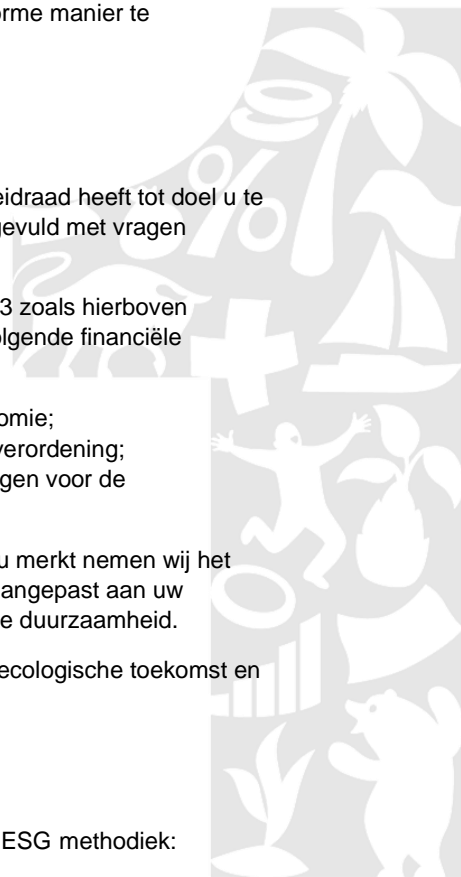 orme manier te
eidraad heeft tot doel u te
gevuld met vragen
3 zoals hierboven
olgende financiële
omie;
verordening;
gen voor de
u merkt nemen wij het
angepast aan uw
e duurzaamheid.
ecologische toekomst en
ESG methodiek: